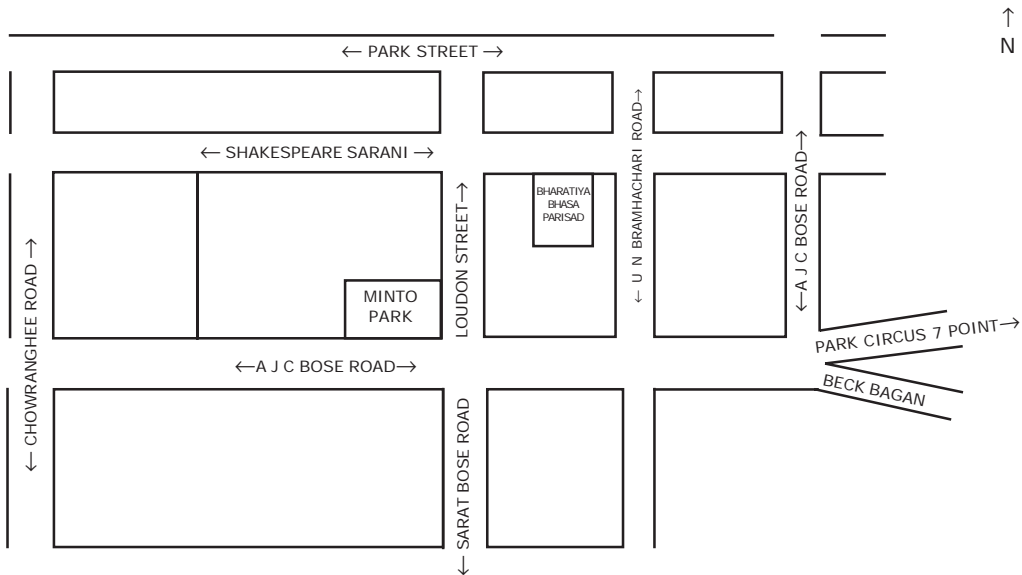 ↑
N
← PARK STREET →
← SHAKESPEARE SARANI →
← U N BRAMHACHARI ROAD →
← A J C BOSE ROAD →
BHARATIYA
BHASA
PARISAD
LOUDON STREET →
← CHOWRANGHEE ROAD →
MINTO
PARK
PARK CIRCUS 7 POINT →
← A J C BOSE ROAD →
BECK BAGAN
← SARAT BOSE ROAD